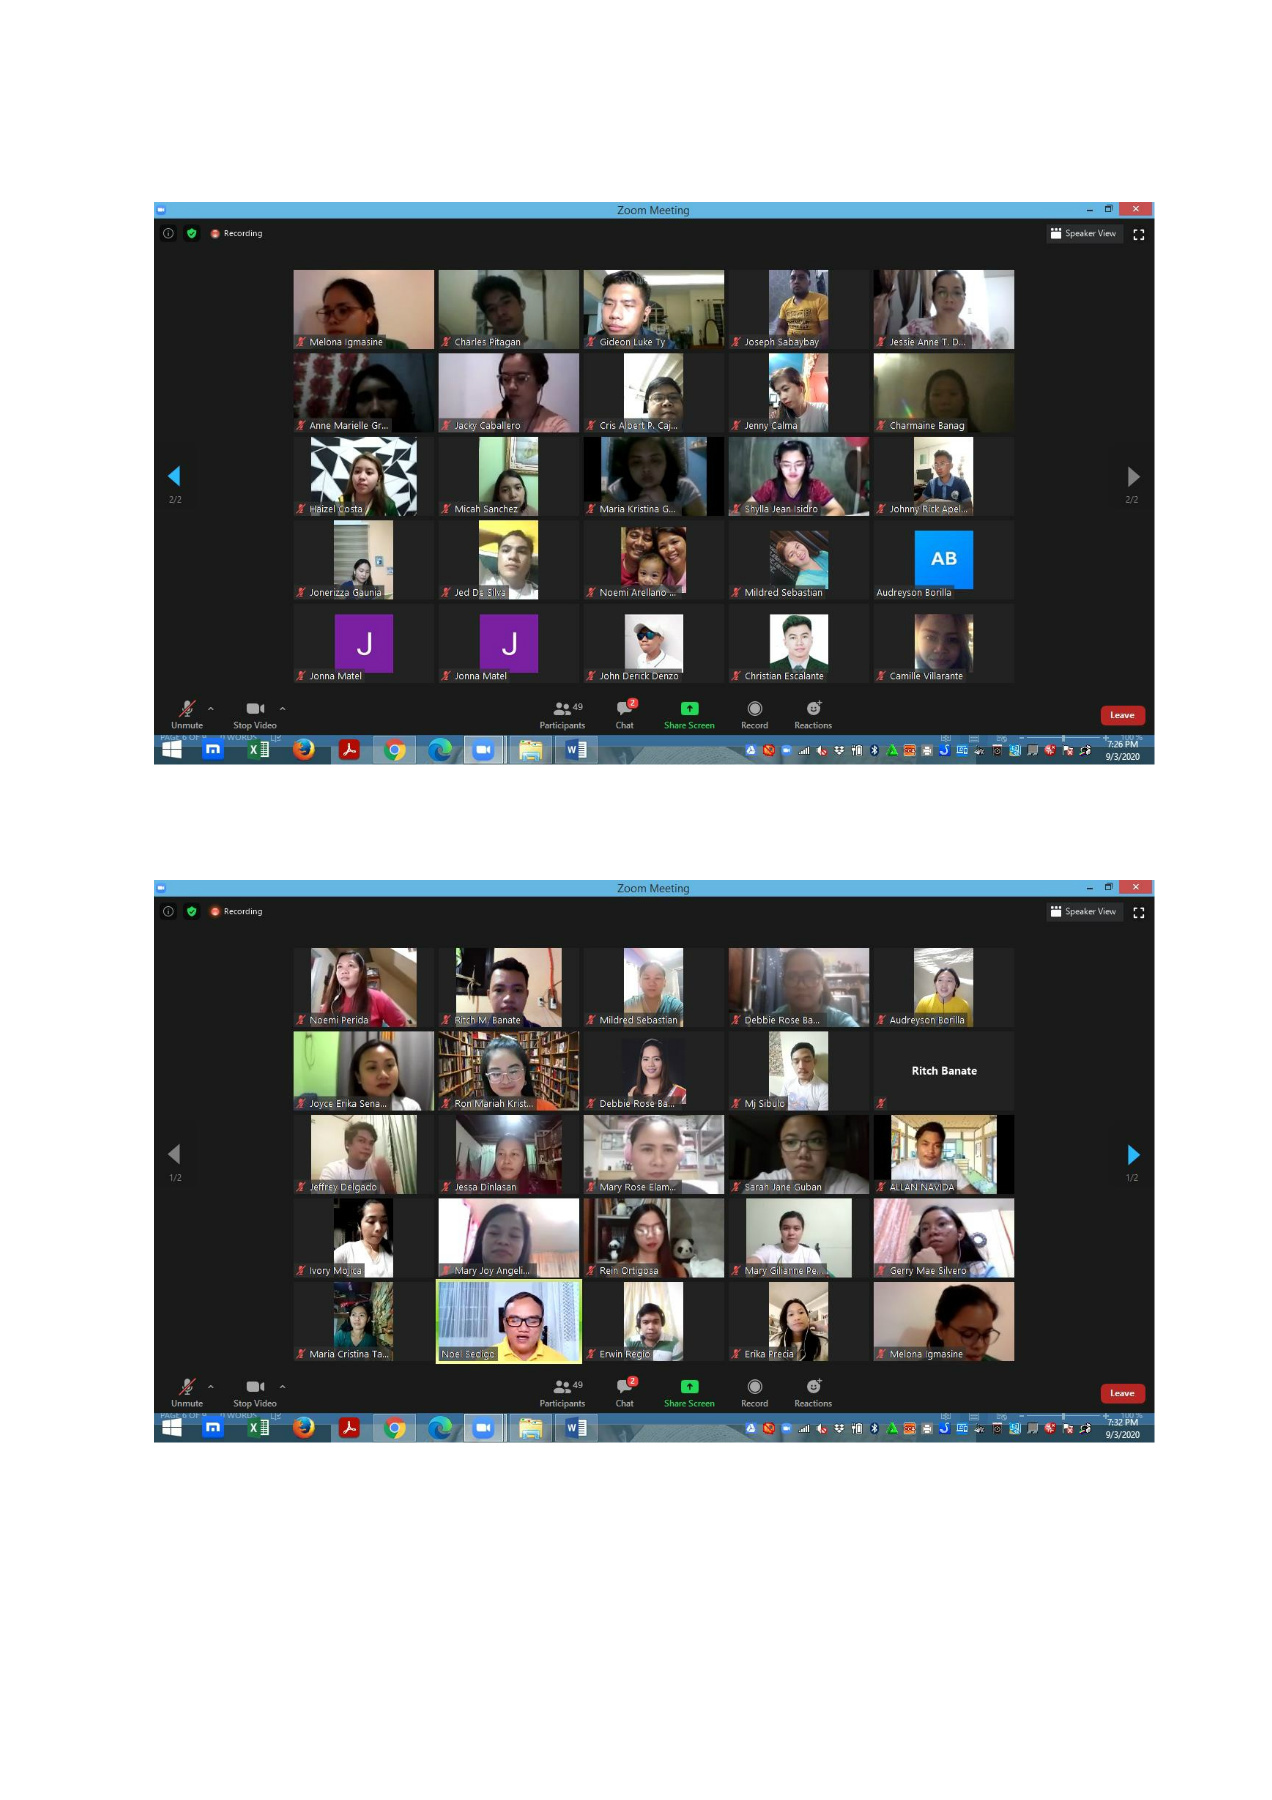 Zoom Meeting
Recording
Speaker View
Melona Igmasine
Charles Pitagan
Gideon Luke Ty
Joseph Sabaybay
Jessie Anne T. D...
Anne Marielle Gr...
Jacky Caballero
Cris Albert P. Caj...
Jenny Calma
Charmaine Banag
Haizel Costa
Micah Sanchez
Maria Kristina G...
Shylla Jean Isidro
Johnny Rick Apel...
2/2
2/2
Jonerizza Gaunia
Jed De Silva
Noemi Arellano ...
Mildred Sebastian
AB
Audreyson Borilla
J
Jonna Matel
J
Jonna Matel
John Derick Denzo
Christian Escalante
Camille Villarante
Unmute
Stop Video
49
Participants
2
Chat
Share Screen
Record
Reactions
Leave
7:26 PM
9/3/2020
Zoom Meeting
Recording
Speaker View
Noemi Perida
Ritch M. Banate
Mildred Sebastian
Debbie Rose Ba...
Audreyson Borilla
Joyce Erika Sena...
Ron Mariah Krist...
Debbie Rose Ba...
Mj Sibulo
Ritch Banate
Jeffrey Delgado
Jessa Dinlasan
Mary Rose Elam...
Sarah Jane Guban
ALLAN NAVIDA
1/2
1/2
Ivory Mojica
Mary Joy Angeli...
Rein Ortigosa
Mary Gilianne Pe...
Gerry Mae Silvero
Maria Cristina Ta...
Noel Sedigo
Erwin Regio
Erika Precia
Melona Igmasine
Unmute
Stop Video
49
Participants
2
Chat
Share Screen
Record
Reactions
Leave
7:32 PM
9/3/2020